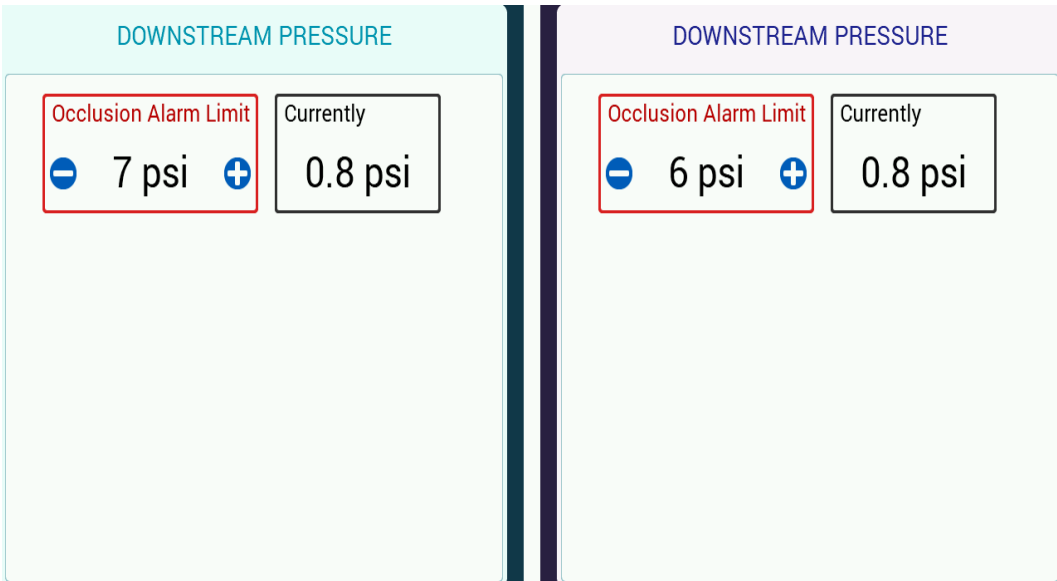 DOWNSTREAM PRESSURE
Occlusion Alarm Limit
7 psi
Currently
0.8 psi
DOWNSTREAM PRESSURE
Occlusion Alarm Limit
6 psi
Currently
0.8 psi